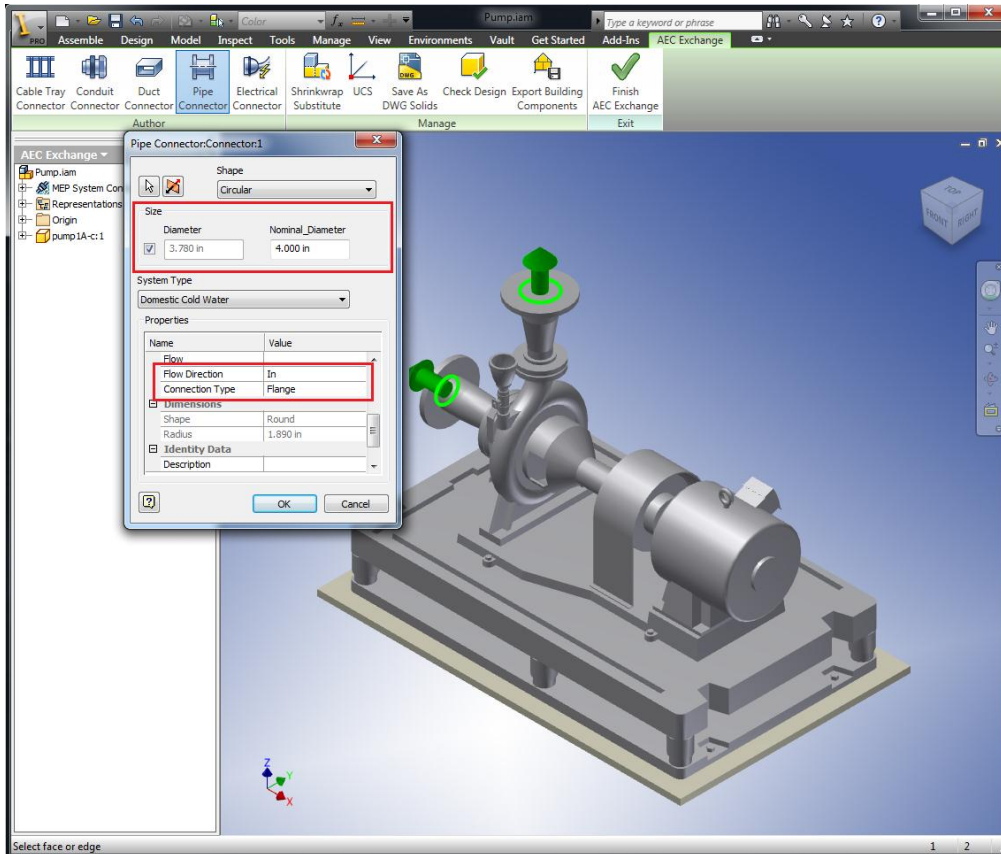 Color
Pump.iam
Type a keyword or phrase
PRO Assemble Design Model Inspect Tools Manage View Environments Vault Get Started Add-Ins AEC Exchange
DWG
Cable Tray Connector
Conduit Connector
Duct Connector
Pipe Connector
Electrical Connector
Shrinkwrap Substitute
UCS
Save As DWG Solids
Check Design
Export Building Components
Finish AEC Exchange
Author Manage Exit
AEC Exchange
Pump.iam
MEP System Con
Representations
Origin
pump1A-c:1
Pipe Connector:Connector:1
Shape
Circular
Size
Diameter Nominal_Diameter
3.780 in 4.000 in
System Type
Domestic Cold Water
Properties
Name Value
Flow
Flow Direction In
Connection Type Flange
Dimensions
Shape Round
Radius 1.890 in
Identity Data
Description
OK Cancel
TOP
FRONT RIGHT
Z
Y
X
Select face or edge 1 2